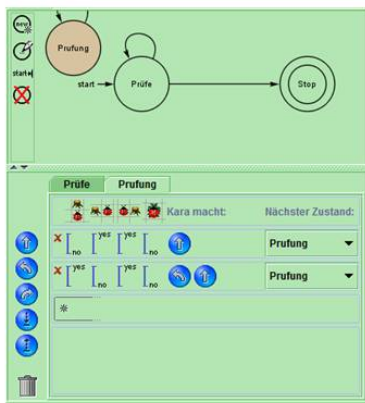 new
Prufung
start
start
Prüfe
Stop
Prüfe Prufung
Kara macht: Nächster Zustand:
no yes yes no Prufung
yes no yes no Prufung